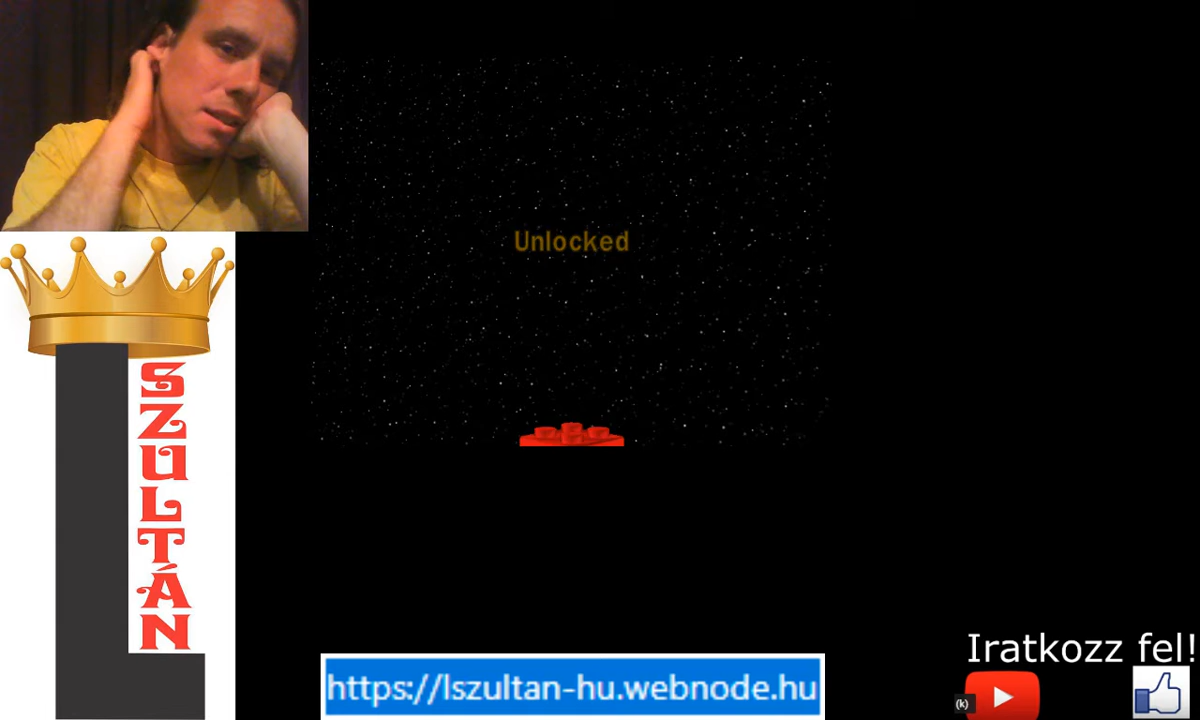 Unlocked
L
SZULTÁN
https://lszultan-hu.webnode.hu
Iratkozz fel!
(k)